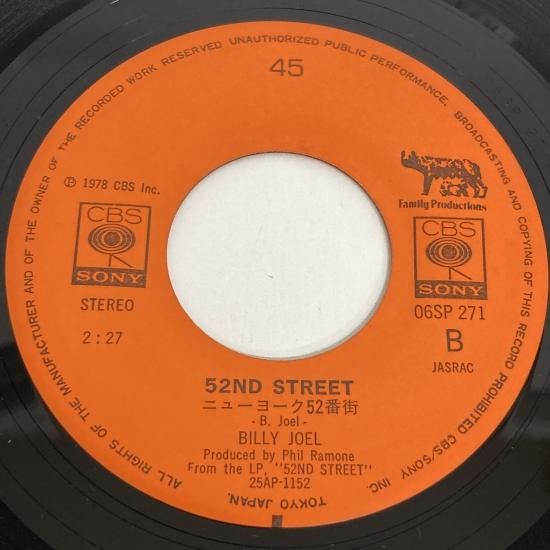 ALL RIGHTS OF THE MANUFACTURER AND OF THE OWNER OF THE RECORDED WORK RESERVED UNAUTHORIZED PUBLIC PERFORMANCE, BROADCASTING AND COPYING OF THIS RECORD PROHIBITED CBS/SONY INC.
TOKYO JAPAN.
45
℗ 1978 CBS Inc.
Family Productions
CBS
SONY
CBS
SONY
STEREO
06SP 271
2:27
B
JASRAC
52ND STREET
ニューヨーク52番街
- B. Joel -
BILLY JOEL
Produced by Phil Ramone
From the LP, "52ND STREET"
25AP-1152